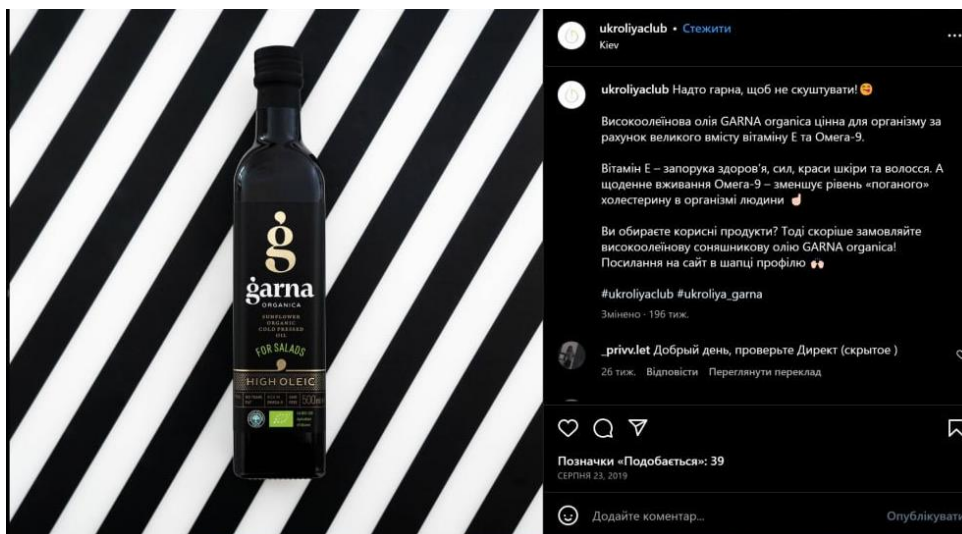 ukroliyaclub • Стежити
Kiev
ukroliyaclub Надто гарна, щоб не скуштувати!
Високоолеїнова олія GARNA organica цінна для організму за
рахунок великого вмісту вітаміну Е та Омега-9.
Вітамін Е – запорука здоров'я, сил, краси шкіри та волосся. А
щоденне вживання Омега-9 – зменшує рівень «поганого»
холестерину в організмі людини
Ви обираєте корисні продукти? Тоді скоріше замовляйте
високоолеїнову соняшникову олію GARNA organica!
Посилання на сайт в шапці профілю
#ukroliyaclub #ukroliya_garna
Змінено · 196 тиж.
_privv.let Добрый день, проверьте Директ (скрытое )
26 тиж. Відповісти Переглянути переклад
Позначки «Подобається»: 39
СЕРПНЯ 23, 2019
Додайте коментар...
Опублікувати
g
garna
ORGANICA
SUNFLOWER
ORGANIC
COLD PRESSED
OIL
FOR SALADS
HIGH OLEIC
500